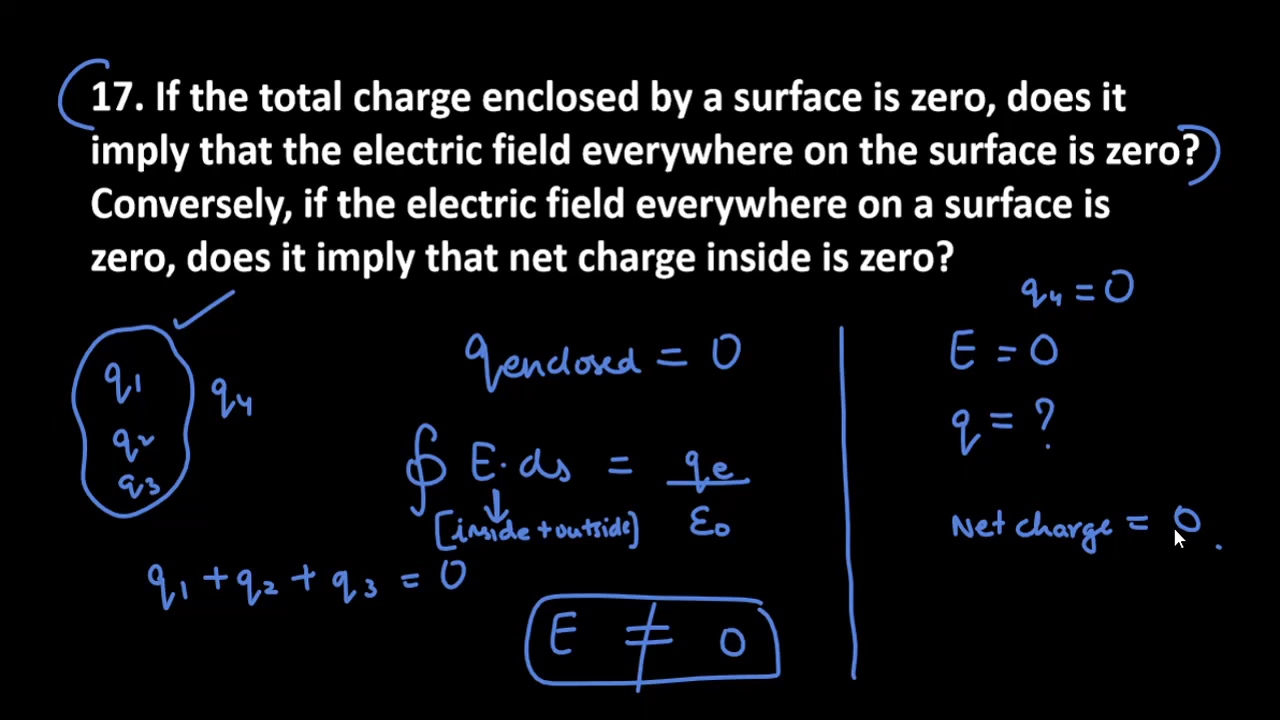 17. If the total charge enclosed by a surface is zero, does it
imply that the electric field everywhere on the surface is zero?
Conversely, if the electric field everywhere on a surface is
zero, does it imply that net charge inside is zero?
q1
q2
q3
q4
q enclosed = 0
∮ E · ds = qe / ε0
[inside + outside]
q1 + q2 + q3 = 0
E ≠ 0
q4 = 0
E = 0
q = ?
Net charge = 0.